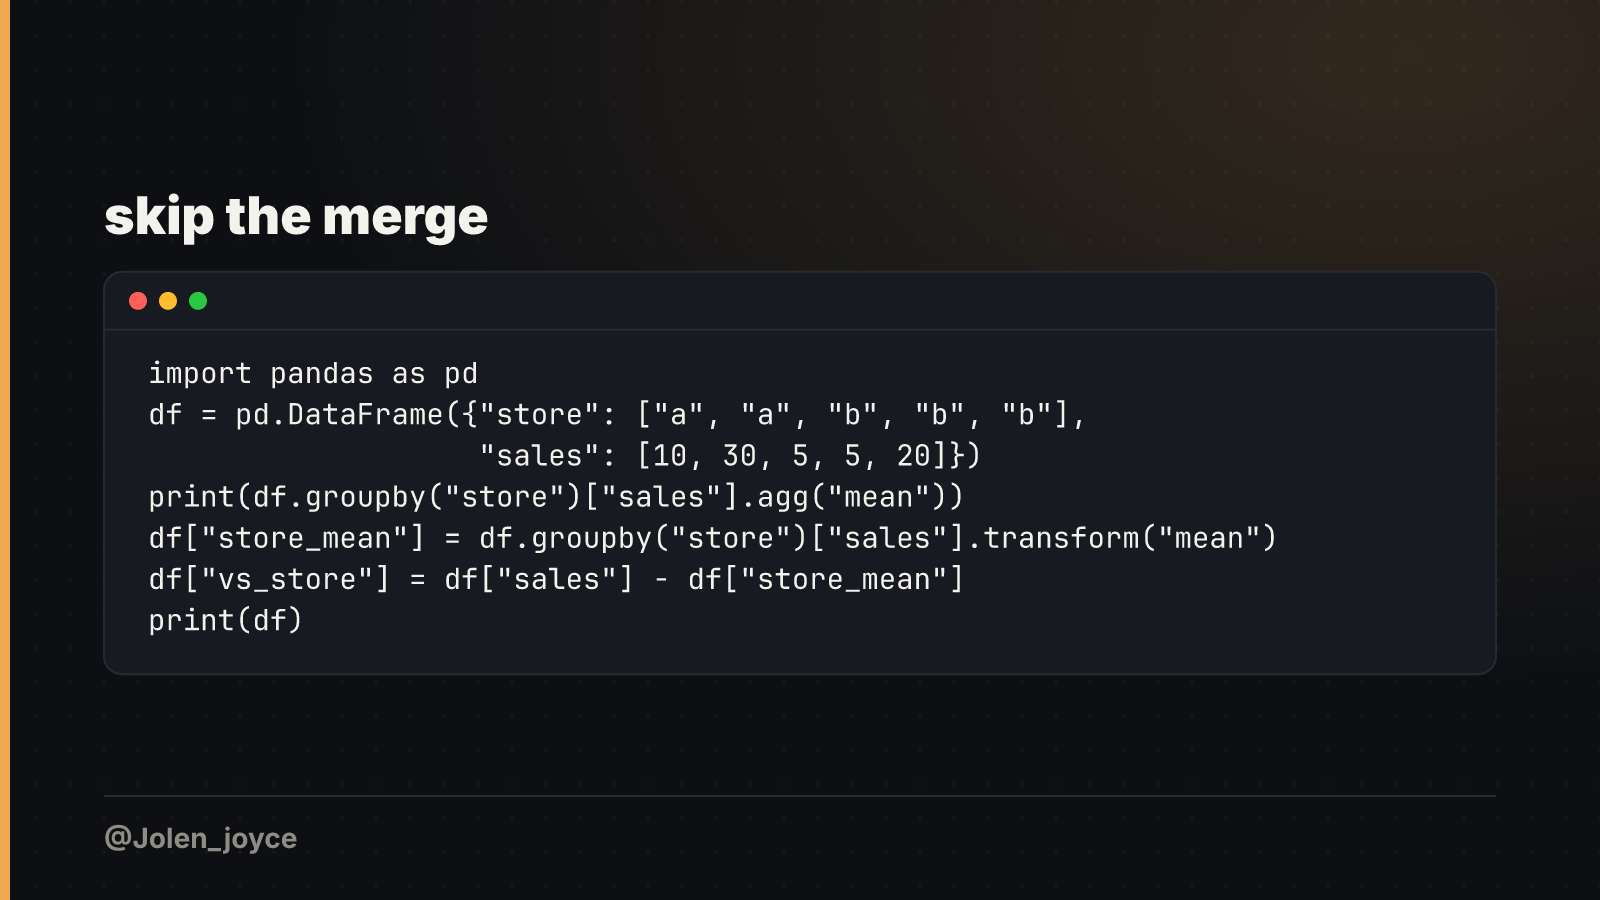 skip the merge
import pandas as pd
df = pd.DataFrame({"store": ["a", "a", "b", "b", "b"],
                   "sales": [10, 30, 5, 5, 20]})
print(df.groupby("store")["sales"].agg("mean"))
df["store_mean"] = df.groupby("store")["sales"].transform("mean")
df["vs_store"] = df["sales"] - df["store_mean"]
print(df)
@Jolen_joyce